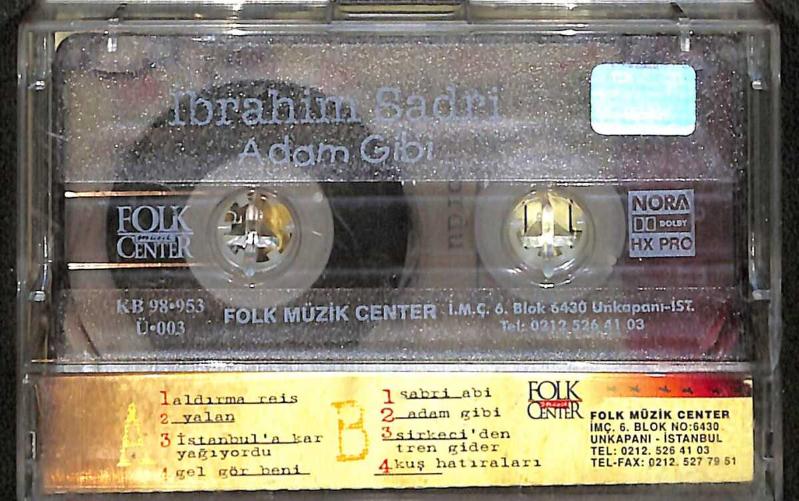 İbrahim Sadri
Adam Gibi
FOLK
müzik
CENTER
NORA
DOLBY
HX PRO
KB 98•953
Ü•003
FOLK MÜZİK CENTER İ.M.Ç. 6. Blok 6430 Unkapanı-İST.
Tel: 0212 526 41 03
A
1 aldırma reis
2 yalan
3 İstanbul'a kar
yağıyordu
4 gel gör beni
B
1 sabri abi
2 adam gibi
3 sirkeci'den
tren gider
4 kuş hatıraları
FOLK
müzik
CENTER
FOLK MÜZİK CENTER
İMÇ. 6. BLOK NO:6430
UNKAPANI - İSTANBUL
TEL: 0212. 526 41 03
TEL-FAX: 0212. 527 79 51